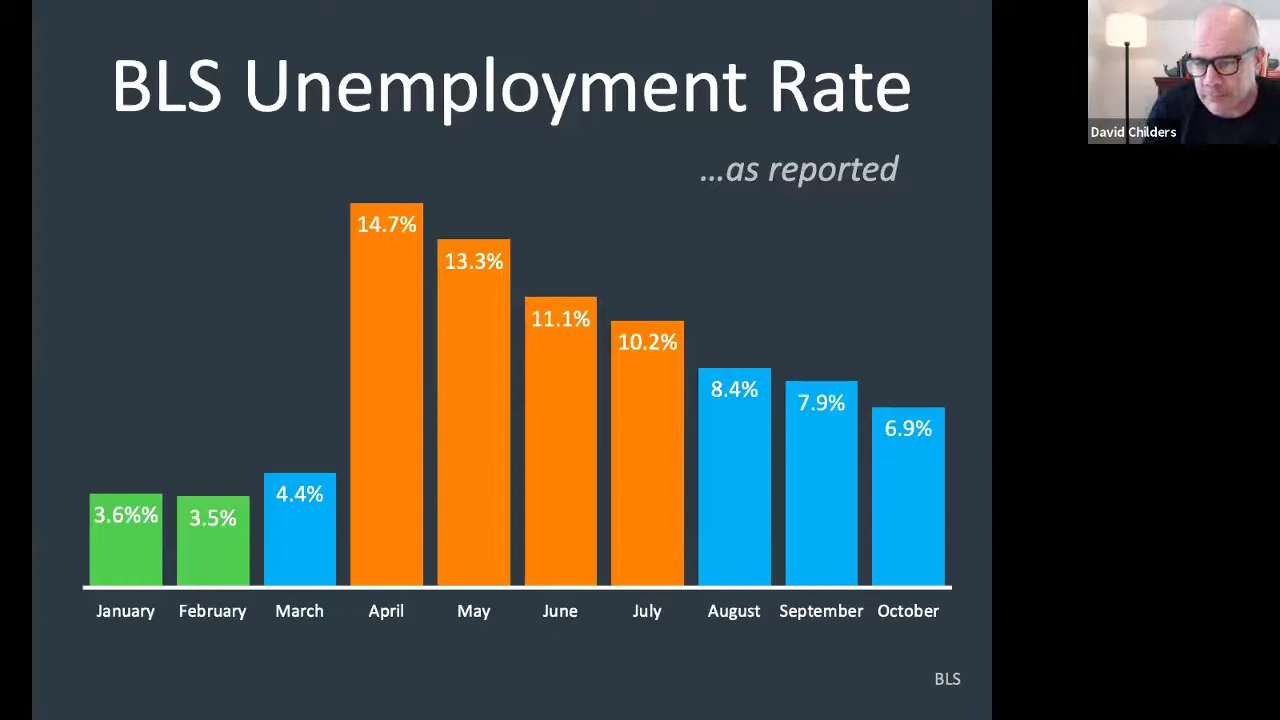 BLS Unemployment Rate
...as reported
14.7%
13.3%
11.1%
10.2%
8.4%
7.9%
6.9%
4.4%
3.6%%
3.5%
January February March April May June July August September October
BLS
David Childers